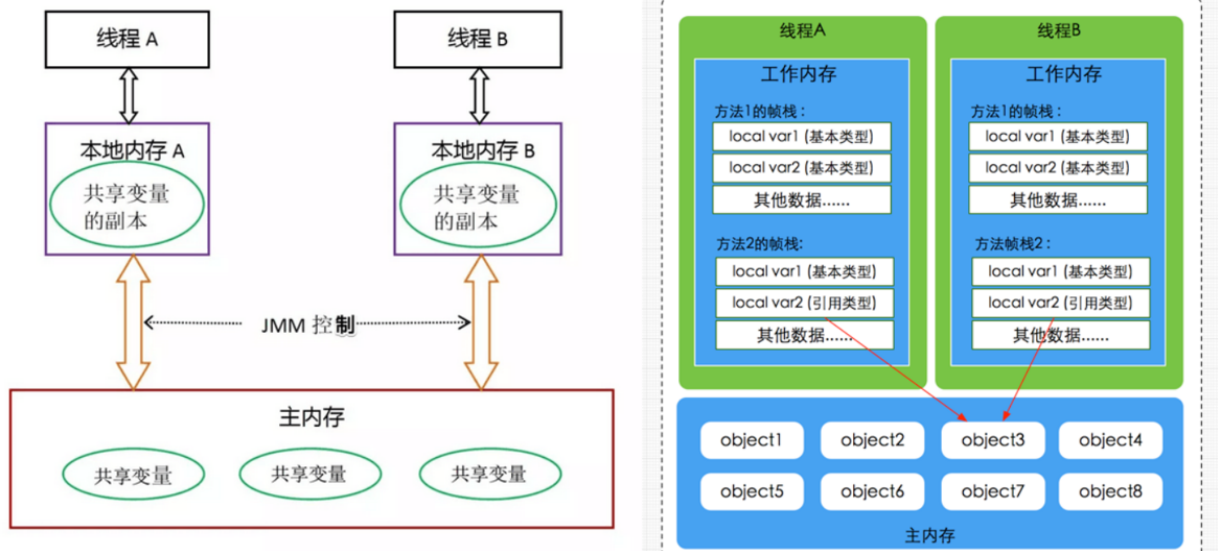 线程 A
线程 B
本地内存 A
共享变量
的副本
本地内存 B
共享变量
的副本
JMM 控制
主内存
共享变量
共享变量
共享变量
线程A
工作内存
方法1的帧栈：
local var1 (基本类型)
local var2 (基本类型)
其他数据......
方法2的帧栈:
local var1 (基本类型)
local var2 (引用类型)
其他数据......
线程B
工作内存
方法1的帧栈：
local var1 (基本类型)
local var2 (基本类型)
其他数据......
方法帧栈2：
local var1 (基本类型)
local var2 (引用类型)
其他数据......
object1
object2
object3
object4
object5
object6
object7
object8
主内存